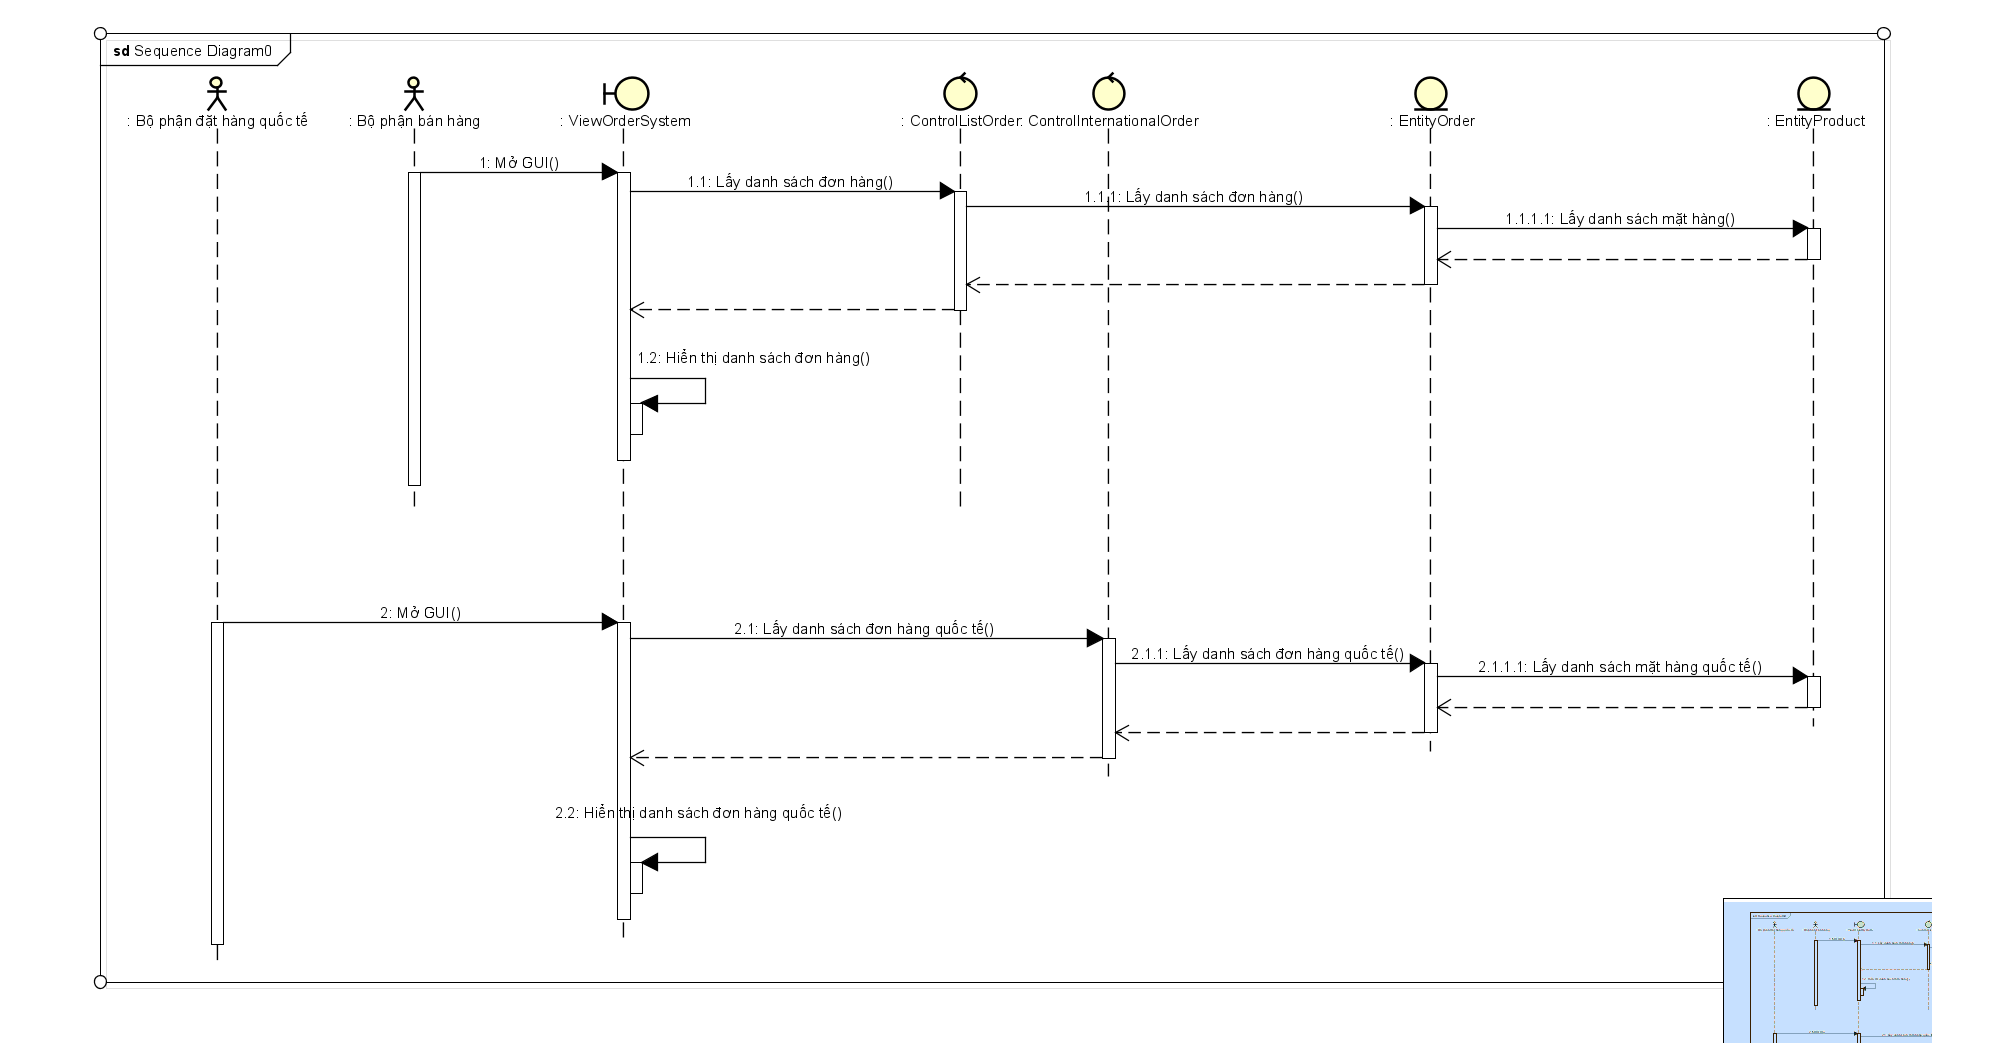 sd Sequence Diagram0
: Bộ phận đặt hàng quốc tế
: Bộ phận bán hàng
: ViewOrderSystem
: ControlListOrder
: ControlInternationalOrder
: EntityOrder
: EntityProduct
1: Mở GUI()
1.1: Lấy danh sách đơn hàng()
1.1.1: Lấy danh sách đơn hàng()
1.1.1.1: Lấy danh sách mặt hàng()
1.2: Hiển thị danh sách đơn hàng()
2: Mở GUI()
2.1: Lấy danh sách đơn hàng quốc tế()
2.1.1: Lấy danh sách đơn hàng quốc tế()
2.1.1.1: Lấy danh sách mặt hàng quốc tế()
2.2: Hiển thị danh sách đơn hàng quốc tế()